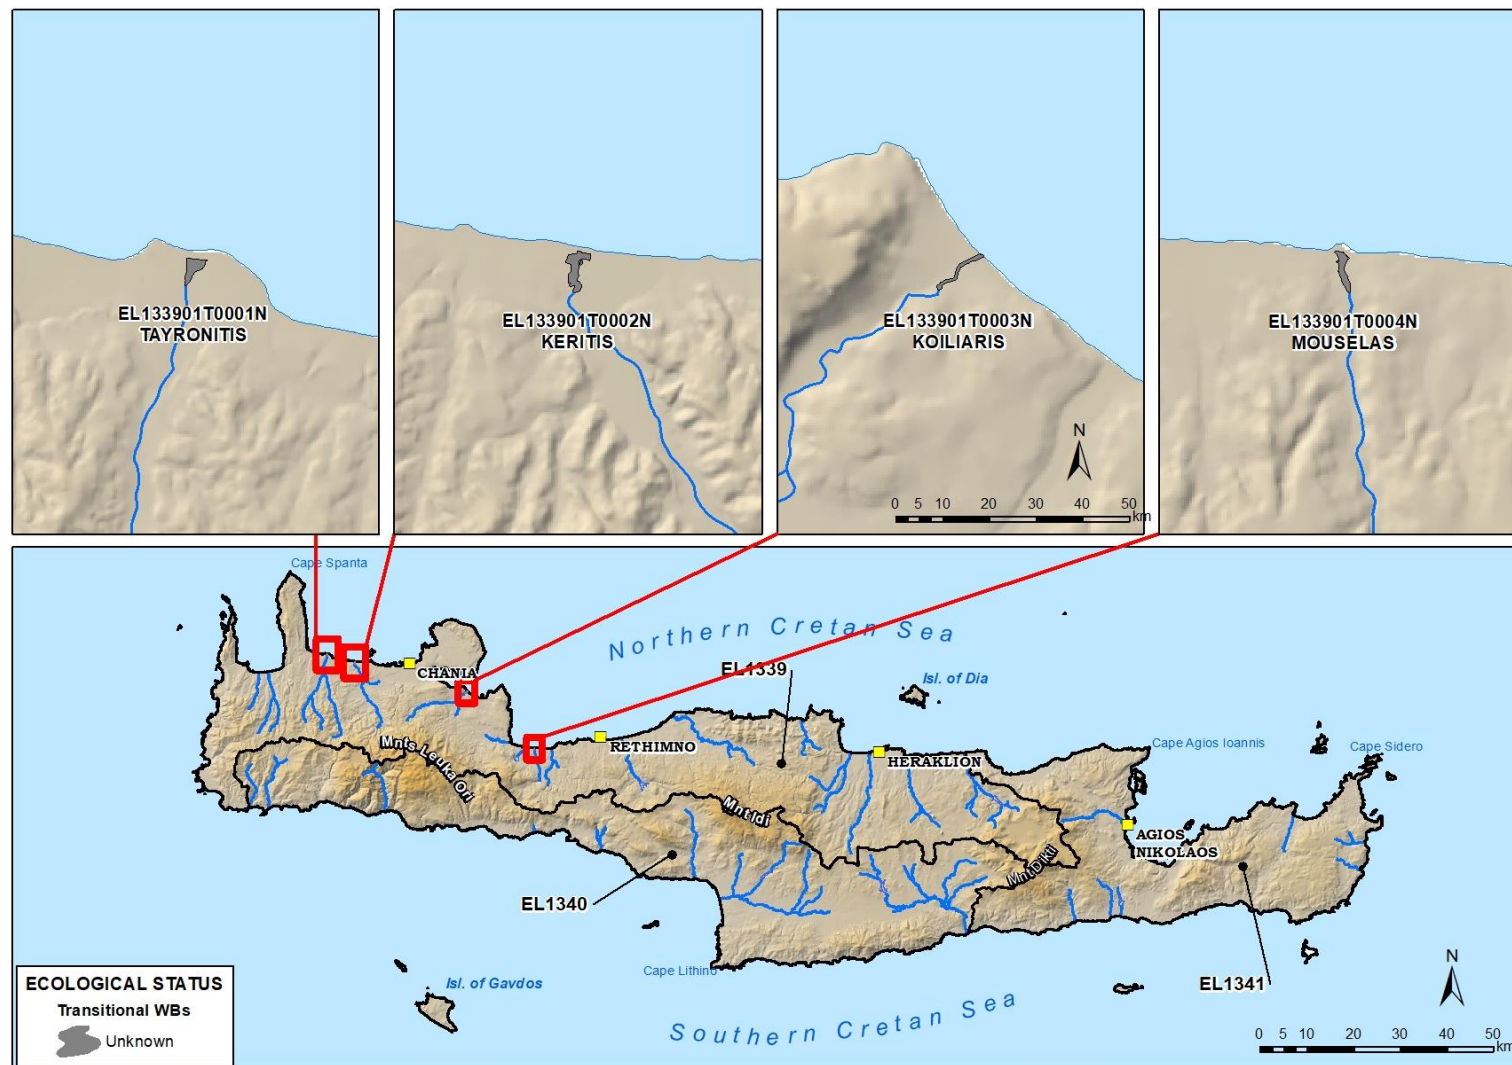 EL133901T0001N
TAYRONITIS
EL133901T0002N
KERITIS
EL133901T0003N
KOILIARIS
N
0 5 10 20 30 40 50
km
EL133901T0004N
MOUSELAS
Cape Spanta
Northern Cretan Sea
CHANIA
EL1339
Isl. of Dia
RETHIMNO
HERAKLION
Cape Agios Ioannis
Cape Sidero
Mnts Leuka Ori
Mnt Idi
Mnt Dikti
AGIOS
NIKOLAOS
EL1340
EL1341
Cape Lithino
Isl. of Gavdos
Southern Cretan Sea
N
0 5 10 20 30 40 50
km
ECOLOGICAL STATUS
Transitional WBs
Unknown